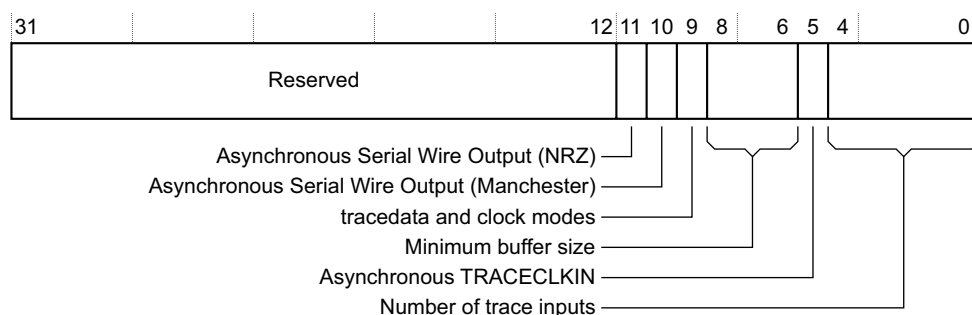 31 12 11 10 9 8 6 5 4 0
Reserved
Asynchronous Serial Wire Output (NRZ)
Asynchronous Serial Wire Output (Manchester)
tracedata and clock modes
Minimum buffer size
Asynchronous TRACECLKIN
Number of trace inputs